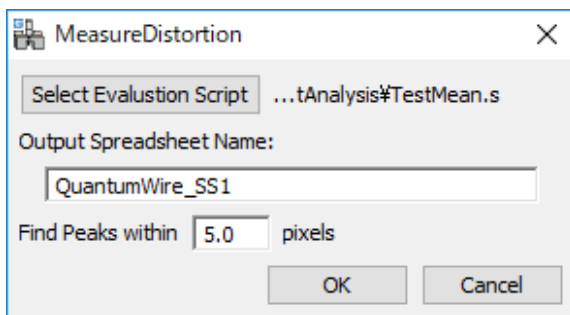 MeasureDistortion
Select Evalustion Script ...tAnalysis¥TestMean.s
Output Spreadsheet Name:
QuantumWire_SS1
Find Peaks within 5.0 pixels
OK Cancel